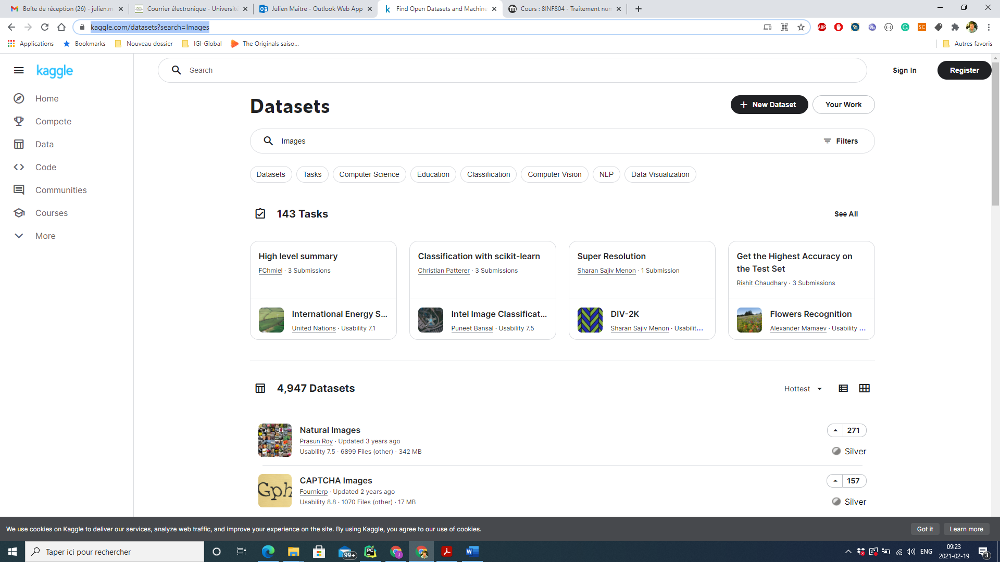 Boîte de réception (26) - julien.m
Courrier électronique - Université
Julien Maitre - Outlook Web App
Find Open Datasets and Machine
Cours : 8INF804 - Traitement nun
kaggle.com/datasets?search=Images
Applications
Bookmarks
Nouveau dossier
IGI-Global
The Originals saiso...
Autres favoris
kaggle
Search
Sign In
Register
Home
Compete
Data
Code
Communities
Courses
More
Datasets
New Dataset
Your Work
Images
Filters
Datasets
Tasks
Computer Science
Education
Classification
Computer Vision
NLP
Data Visualization
143 Tasks
See All
High level summary
FChmiel · 3 Submissions
International Energy S...
United Nations · Usability 7.1
Classification with scikit-learn
Christian Patterer · 3 Submissions
Intel Image Classificat...
Puneet Bansal · Usability 7.5
Super Resolution
Sharan Sajiv Menon · 1 Submission
DIV-2K
Sharan Sajiv Menon · Usabilit...
Get the Highest Accuracy on
the Test Set
Rishit Chaudhary · 3 Submissions
Flowers Recognition
Alexander Mamaev · Usability ...
4,947 Datasets
Hottest
Natural Images
Prasun Roy · Updated 3 years ago
Usability 7.5 · 6899 Files (other) · 342 MB
271
Silver
CAPTCHA Images
Fournierp · Updated 2 years ago
Usability 8.8 · 1070 Files (other) · 17 MB
157
Silver
Gph
We use cookies on Kaggle to deliver our services, analyze web traffic, and improve your experience on the site. By using Kaggle, you agree to our use of cookies.
Got it
Learn more
Taper ici pour rechercher
99+
ENG
09:23
2021-02-19
3